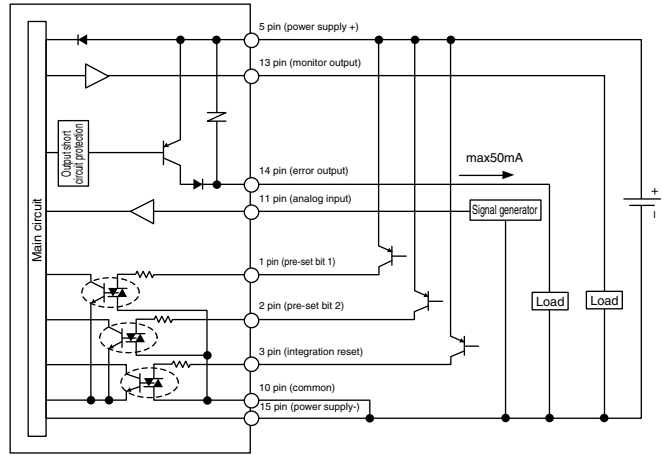 5 pin (power supply +)
13 pin (monitor output)
Output short
circuit protection
14 pin (error output)
max50mA
11 pin (analog input)
Signal generator
Main circuit
1 pin (pre-set bit 1)
2 pin (pre-set bit 2)
Load
Load
3 pin (integration reset)
10 pin (common)
15 pin (power supply-)
+
−